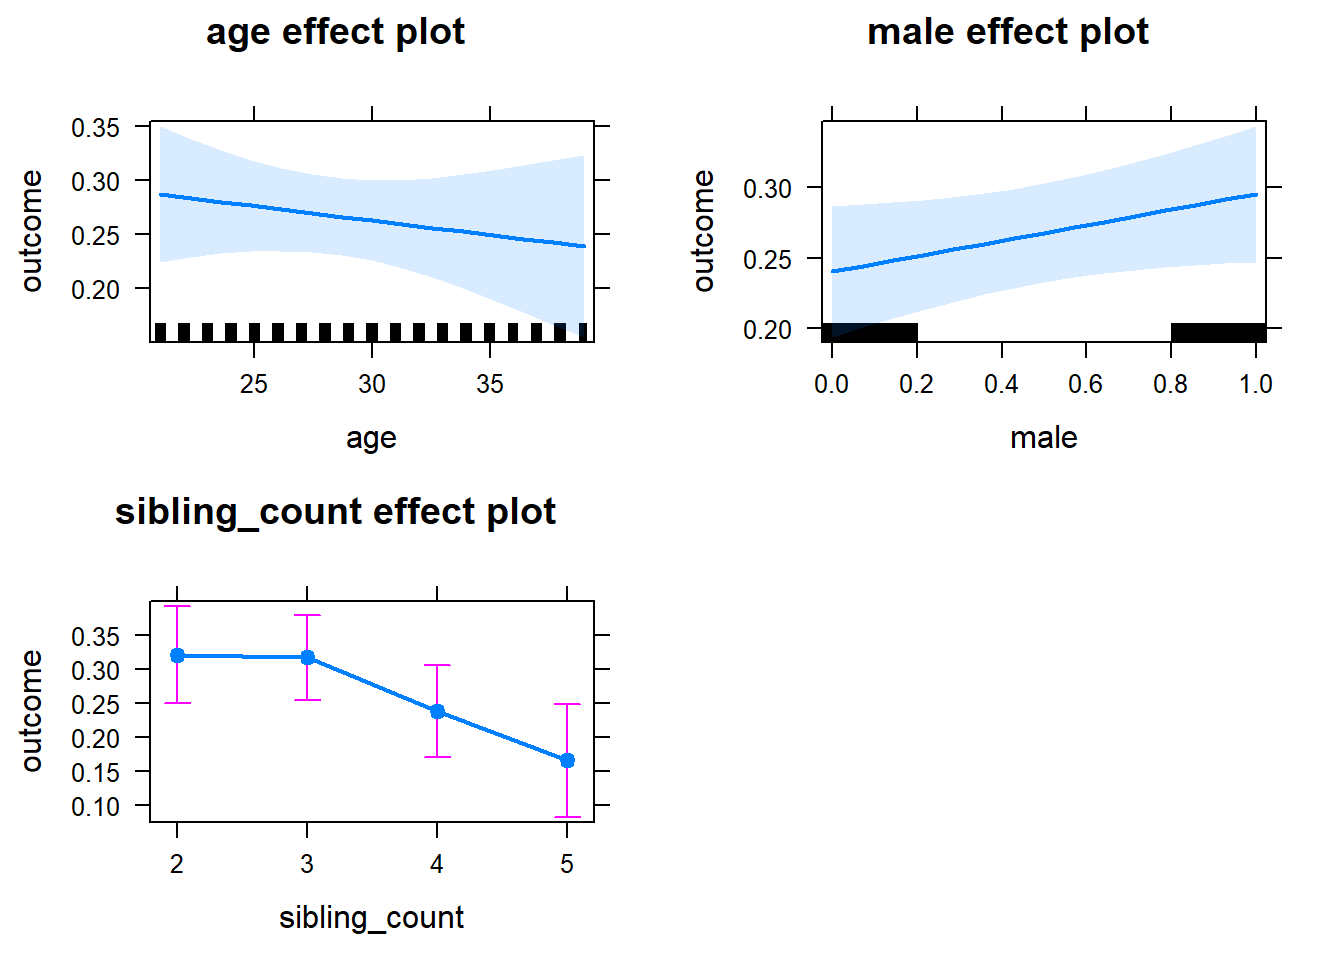 age effect plot
outcome
0.35
0.30
0.25
0.20
25 30 35
age
male effect plot
outcome
0.30
0.25
0.20
0.0 0.2 0.4 0.6 0.8 1.0
male
sibling_count effect plot
outcome
0.35
0.30
0.25
0.20
0.15
0.10
2 3 4 5
sibling_count